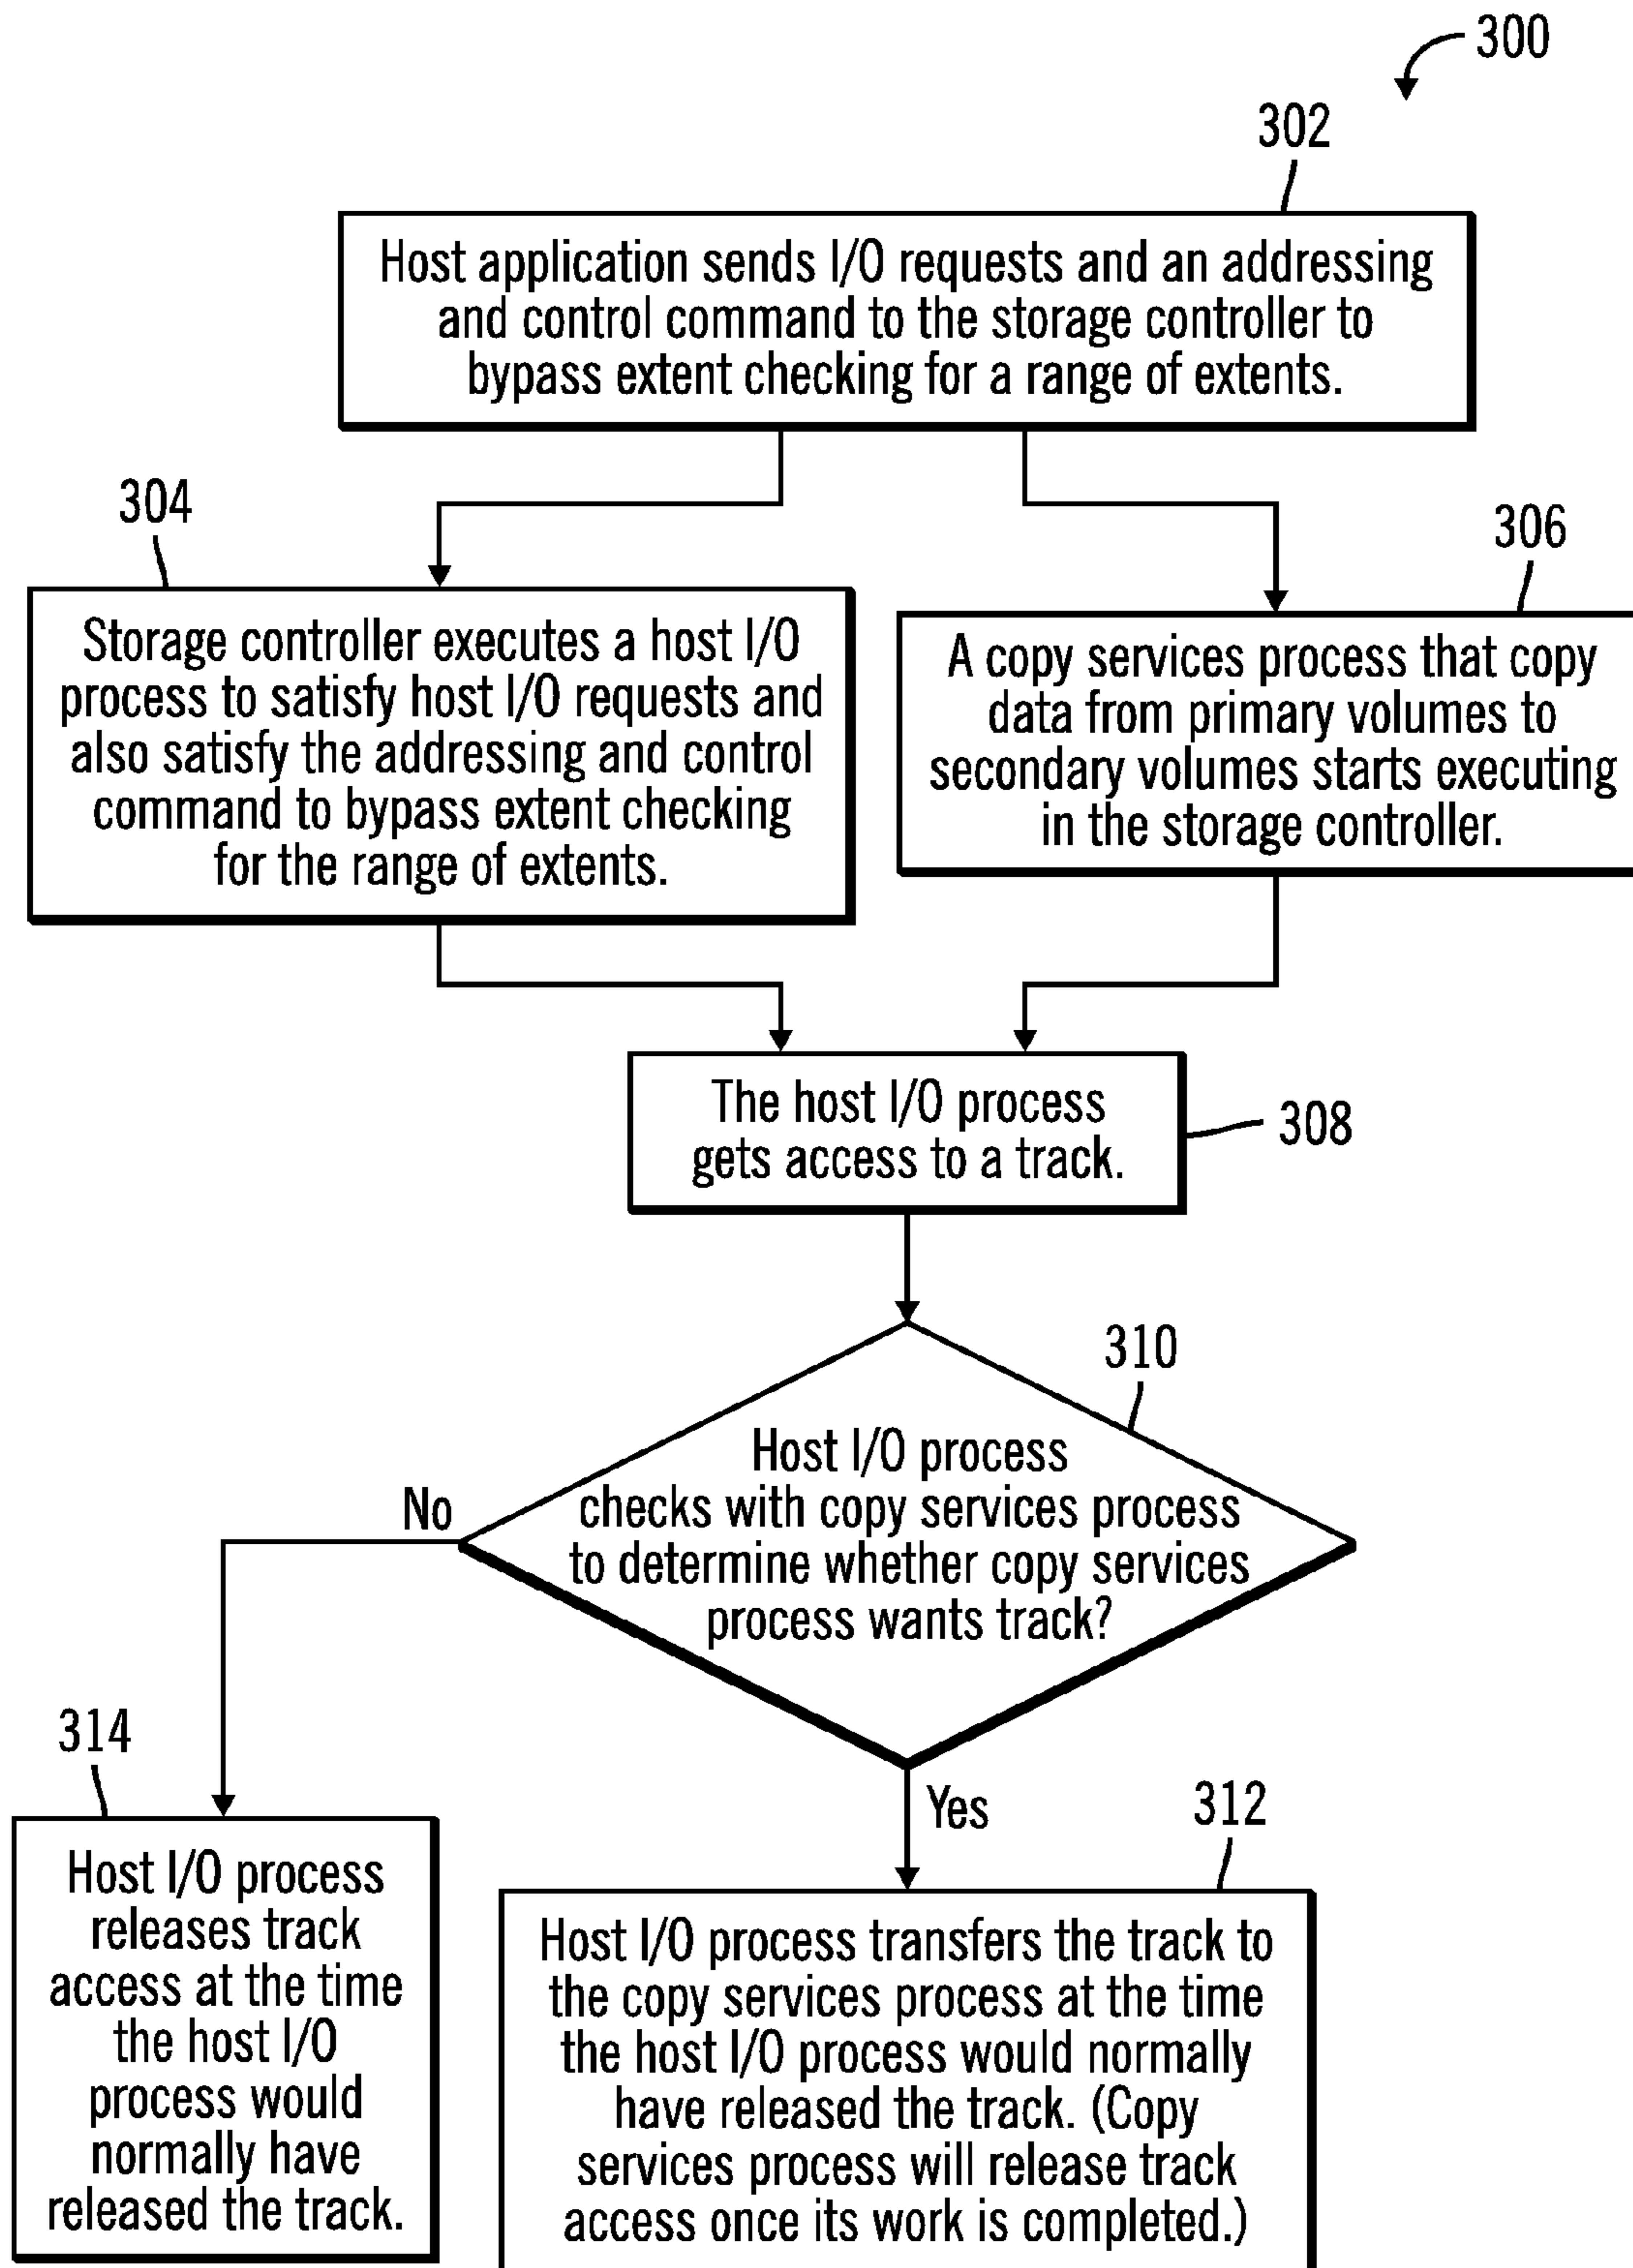 300
302
Host application sends I/O requests and an addressing
and control command to the storage controller to
bypass extent checking for a range of extents.
304
Storage controller executes a host I/O
process to satisfy host I/O requests and
also satisfy the addressing and control
command to bypass extent checking
for the range of extents.
306
A copy services process that copy
data from primary volumes to
secondary volumes starts executing
in the storage controller.
The host I/O process
gets access to a track.
308
310
Host I/O process
checks with copy services process
to determine whether copy services
process wants track?
No
Yes
314
Host I/O process
releases track
access at the time
the host I/O
process would
normally have
released the track.
312
Host I/O process transfers the track to
the copy services process at the time
the host I/O process would normally
have released the track. (Copy
services process will release track
access once its work is completed.)